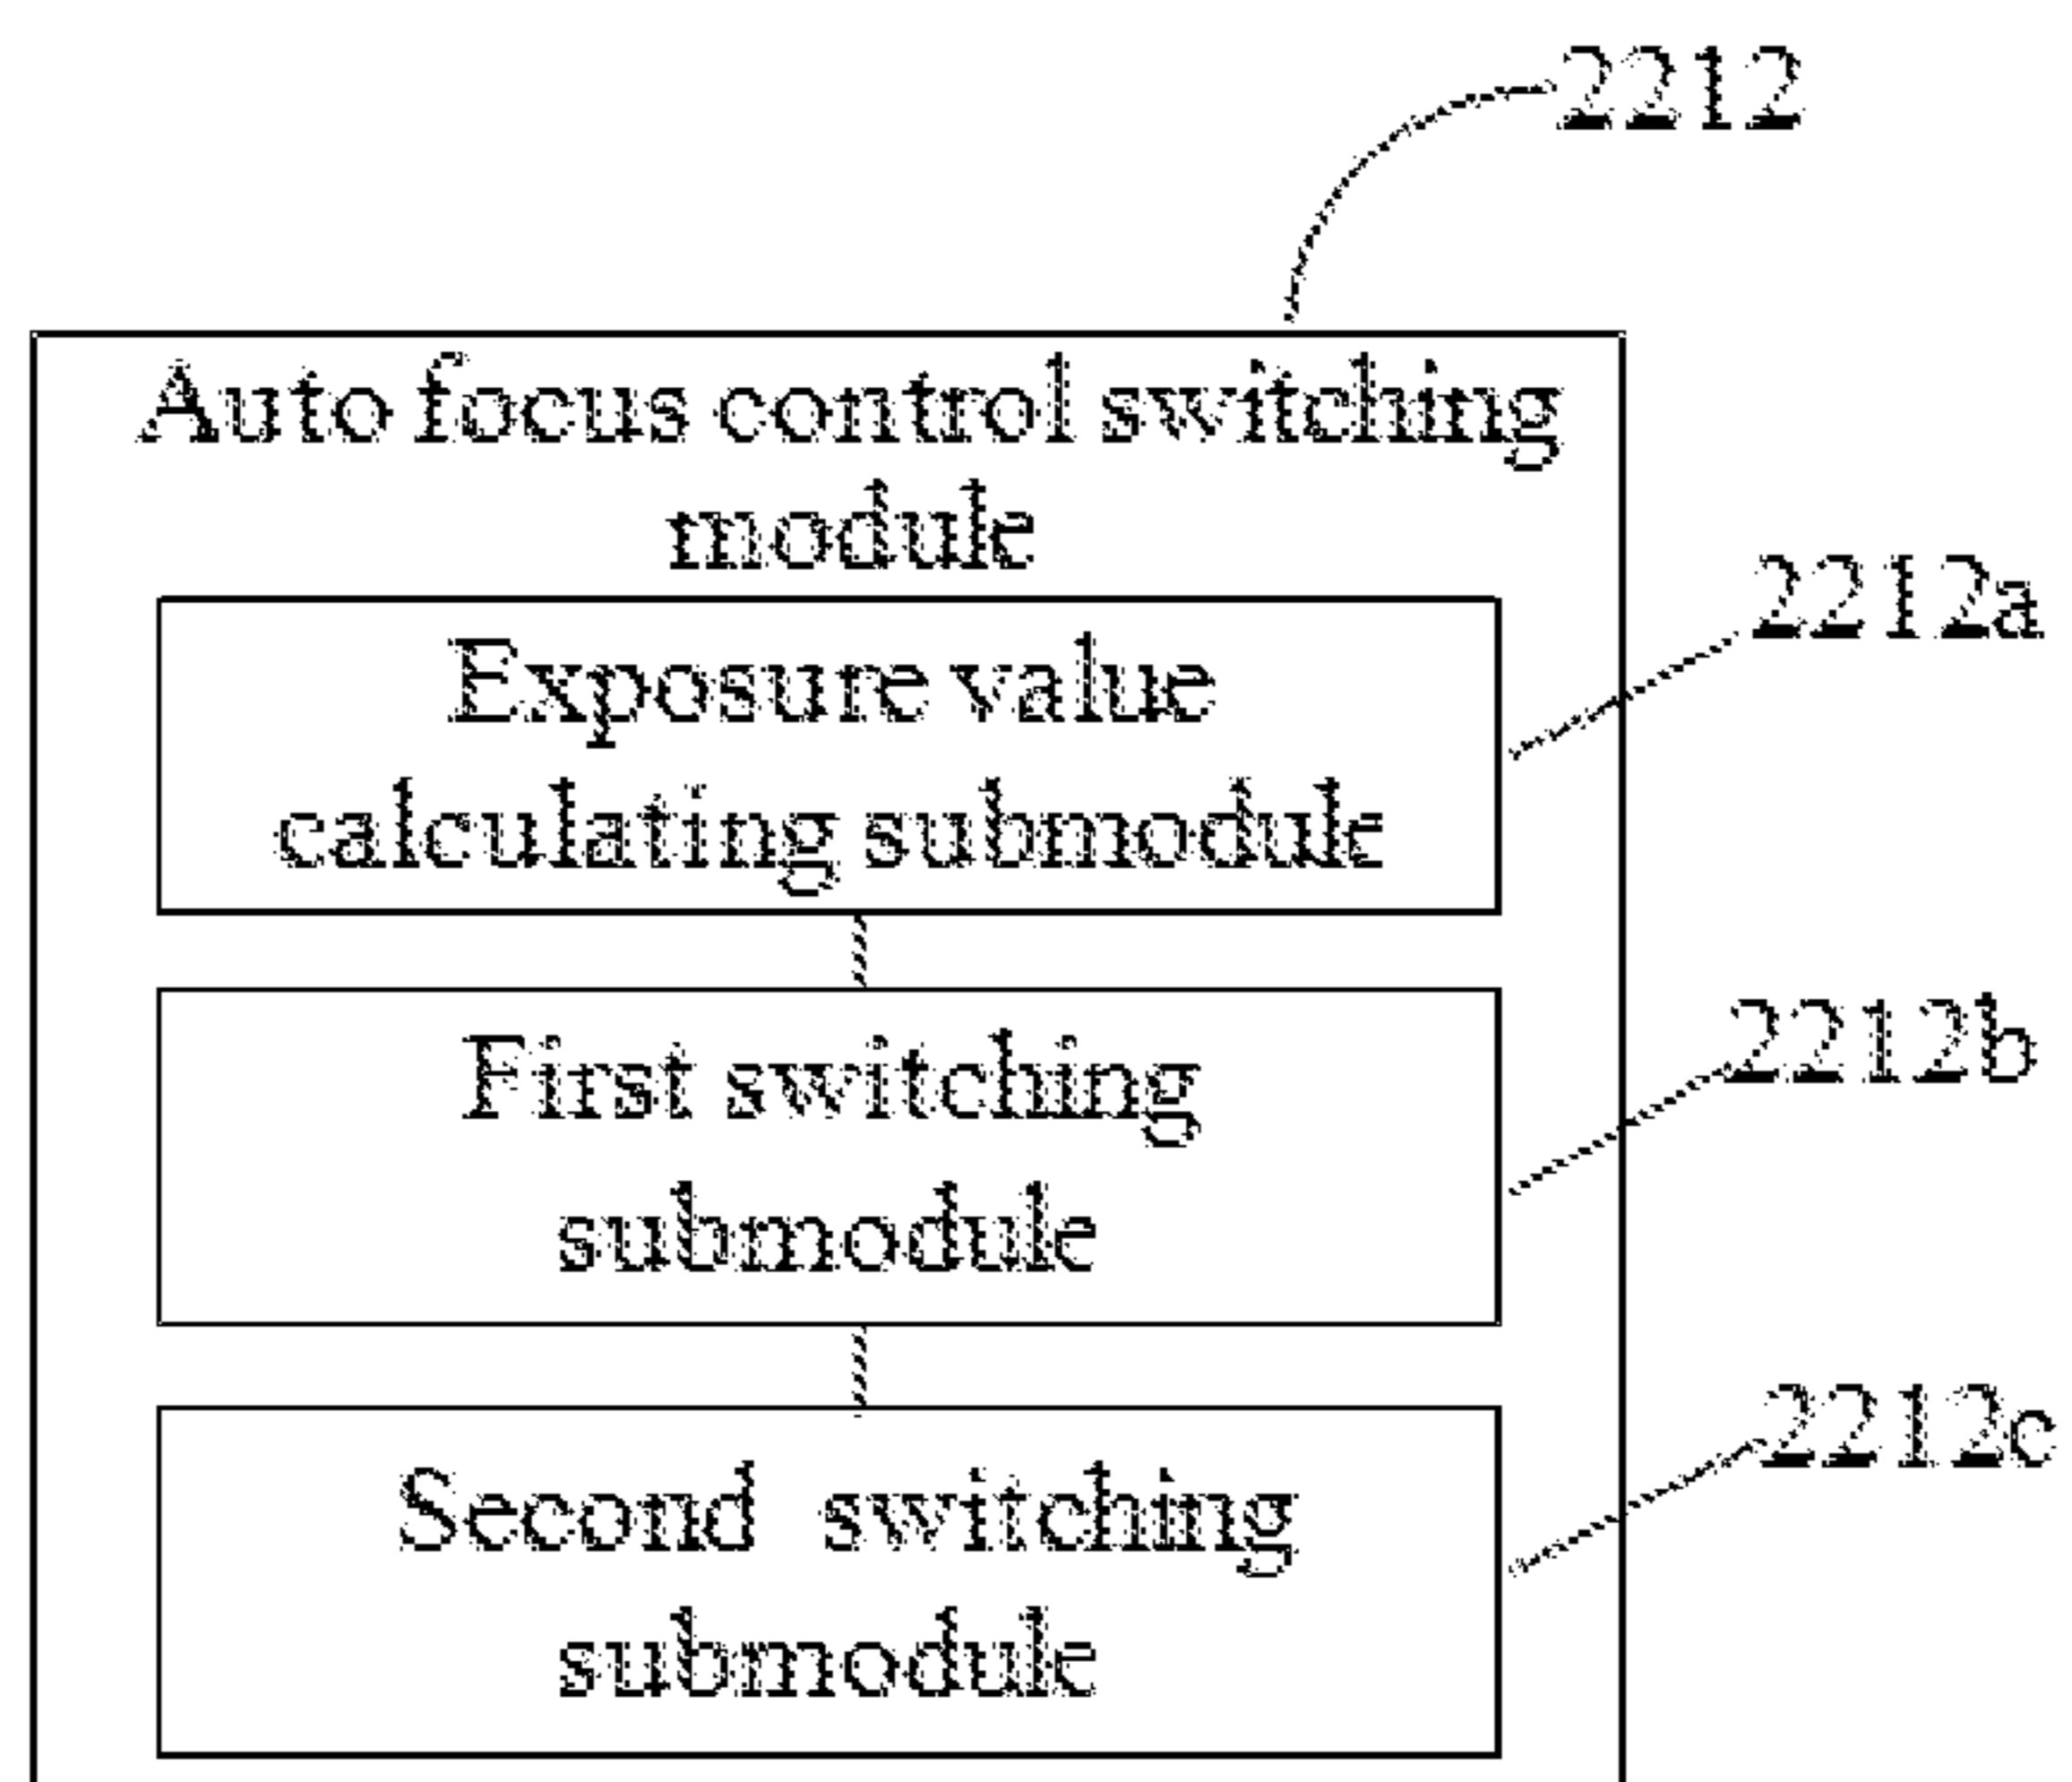 2212
Auto focus control switching
module
2212a
Exposure value
calculating submodule
2212b
First switching
submodule
2212c
Second switching
submodule